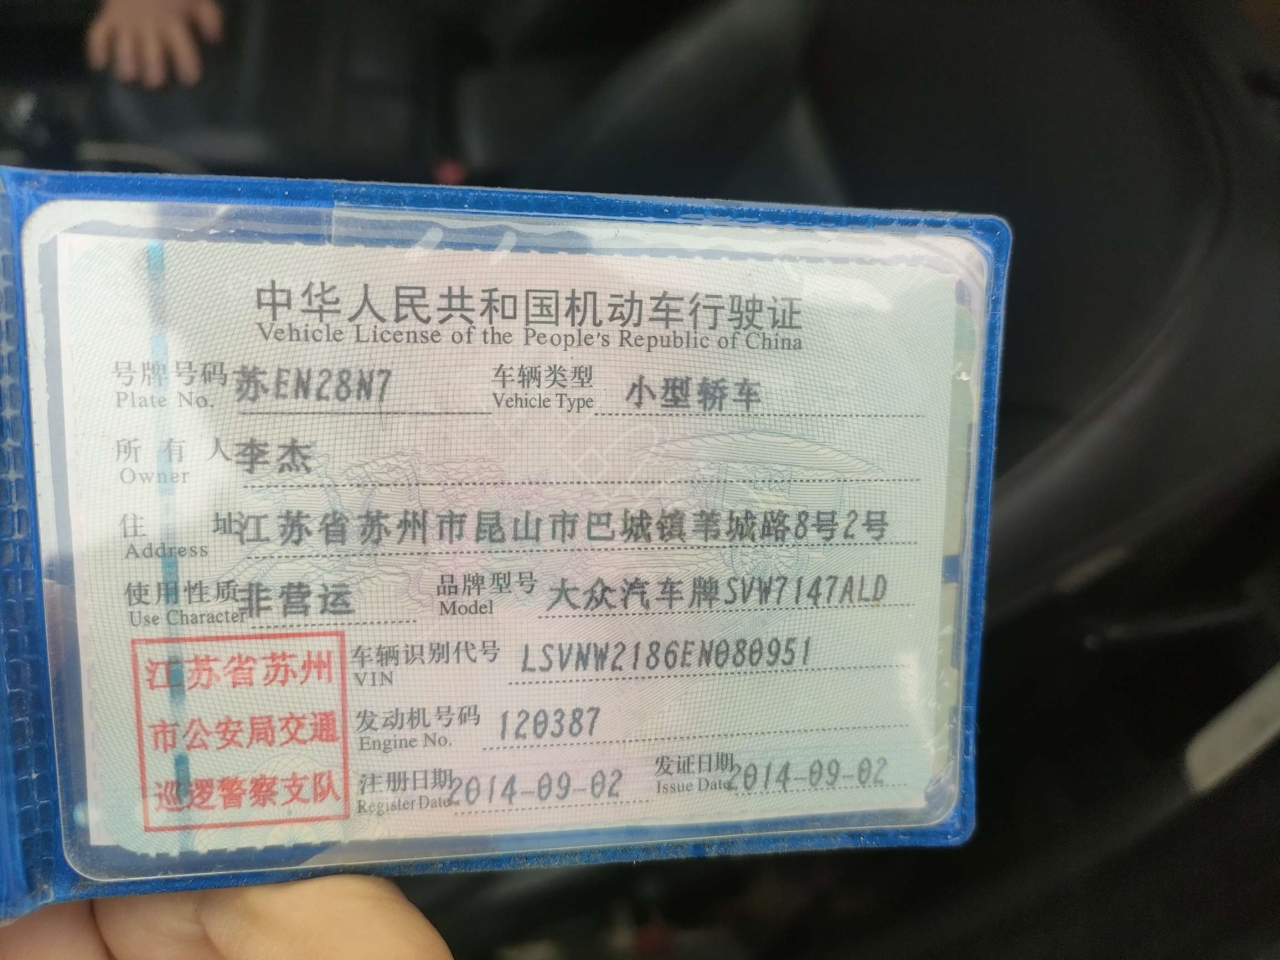 中华人民共和国机动车行驶证
Vehicle License of the People's Republic of China
号牌号码 苏EN28N7 车辆类型 小型轿车
Plate No. Vehicle Type
所有人 李杰
Owner
住址 江苏省苏州市昆山市巴城镇苇城路8号2号
Address
使用性质 非营运 品牌型号 大众汽车牌SVW7147ALD
Use Character Model
江苏省苏州
市公安局交通
巡逻警察支队
车辆识别代号 LSVNW2186EN080951
VIN
发动机号码 120387
Engine No.
注册日期 2014-09-02 发证日期 2014-09-02
Register Date Issue Date